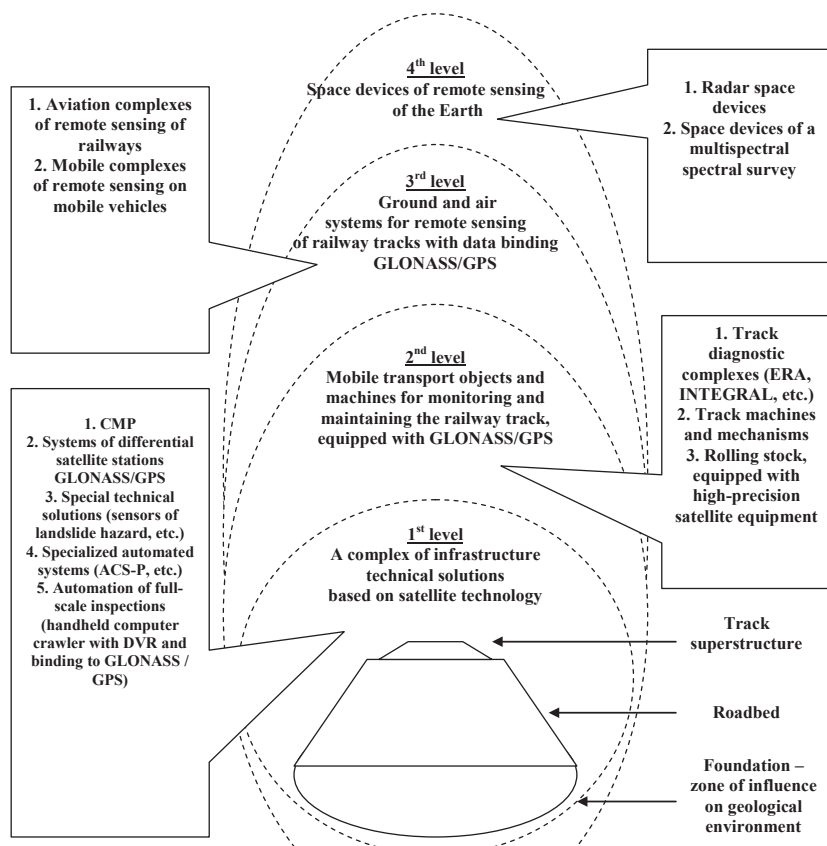 4th level
Space devices of remote sensing
of the Earth
1. Radar space
devices
2. Space devices of a
multispectral
spectral survey
1. Aviation complexes
of remote sensing of
railways
2. Mobile complexes
of remote sensing on
mobile vehicles
3rd level
Ground and air
systems for remote sensing
of railway tracks with data binding
GLONASS/GPS
2nd level
Mobile transport objects and
machines for monitoring and
maintaining the railway track,
equipped with GLONASS/GPS
1. Track
diagnostic
complexes (ERA,
INTEGRAL, etc.)
2. Track machines
and mechanisms
3. Rolling stock,
equipped with
high-precision
satellite equipment
1. CMP
2. Systems of differential
satellite stations
GLONASS/GPS
3. Special technical
solutions (sensors of
landslide hazard, etc.)
4. Specialized automated
systems (ACS-P, etc.)
5. Automation of full-
scale inspections
(handheld computer
crawler with DVR and
binding to GLONASS /
GPS)
1st level
A complex of infrastructure
technical solutions
based on satellite technology
Track
superstructure
Roadbed
Foundation –
zone of influence
on geological
environment